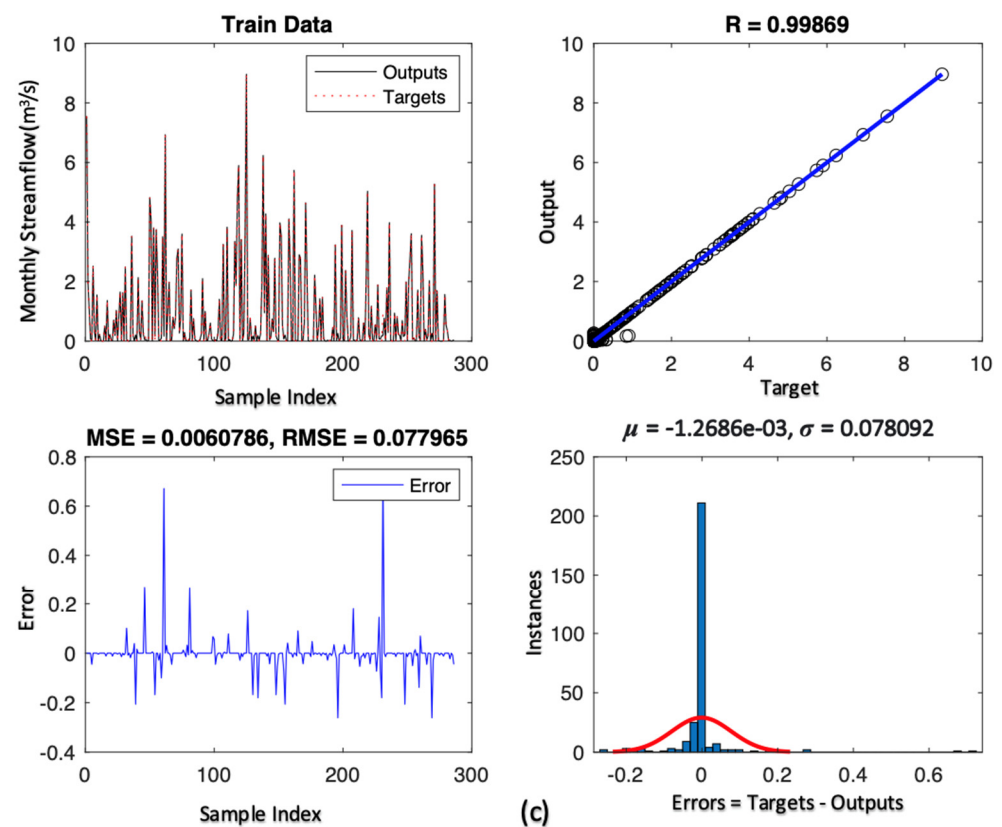 Train Data
Monthly Streamflow(m³/s)
10
8
6
4
2
0
0 100 200 300
Sample Index
Outputs
Targets
R = 0.99869
Output
10
8
6
4
2
0
0 2 4 6 8 10
Target
MSE = 0.0060786, RMSE = 0.077965
Error
0.8
0.6
0.4
0.2
0
-0.2
-0.4
0 100 200 300
Sample Index
Error
μ = -1.2686e-03, σ = 0.078092
Instances
250
200
150
100
50
0
-0.2 0 0.2 0.4 0.6
Errors = Targets - Outputs
(c)